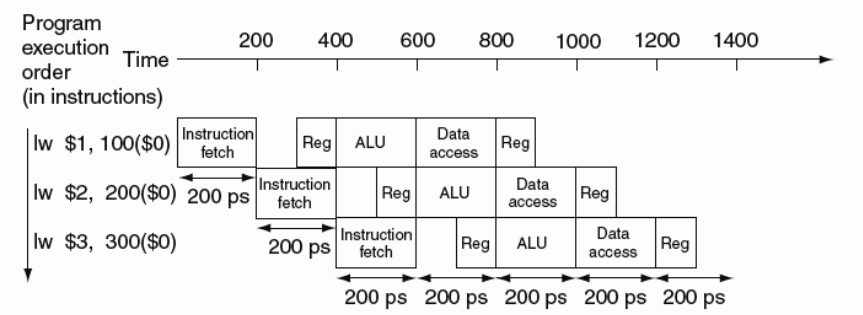 Program
execution
order
(in instructions)
Time
200 400 600 800 1000 1200 1400
lw $1, 100($0)
Instruction
fetch
Reg
ALU
Data
access
Reg
200 ps
lw $2, 200($0)
Instruction
fetch
Reg
ALU
Data
access
Reg
200 ps
lw $3, 300($0)
Instruction
fetch
Reg
ALU
Data
access
Reg
200 ps 200 ps 200 ps 200 ps 200 ps